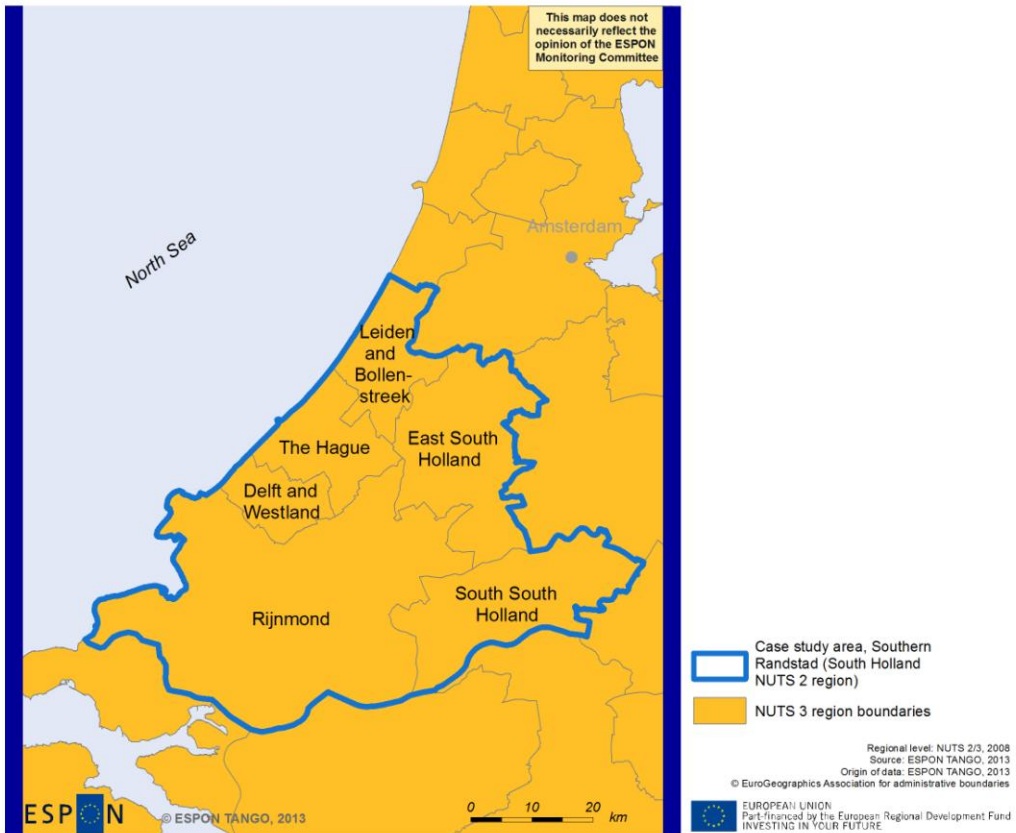 This map does not
necessarily reflect the
opinion of the ESPON
Monitoring Committee
North Sea
Amsterdam
Leiden
and
Bollen-
streek
The Hague
East South
Holland
Delft and
Westland
Rijnmond
South South
Holland
Case study area, Southern
Randstad (South Holland
NUTS 2 region)
NUTS 3 region boundaries
Regional level: NUTS 2/3, 2008
Source: ESPON TANGO, 2013
Origin of data: ESPON TANGO, 2013
© EuroGeographics Association for administrative boundaries
ESPON
© ESPON TANGO, 2013
0 10 20
km
EUROPEAN UNION
Part-financed by the European Regional Development Fund
INVESTING IN YOUR FUTURE